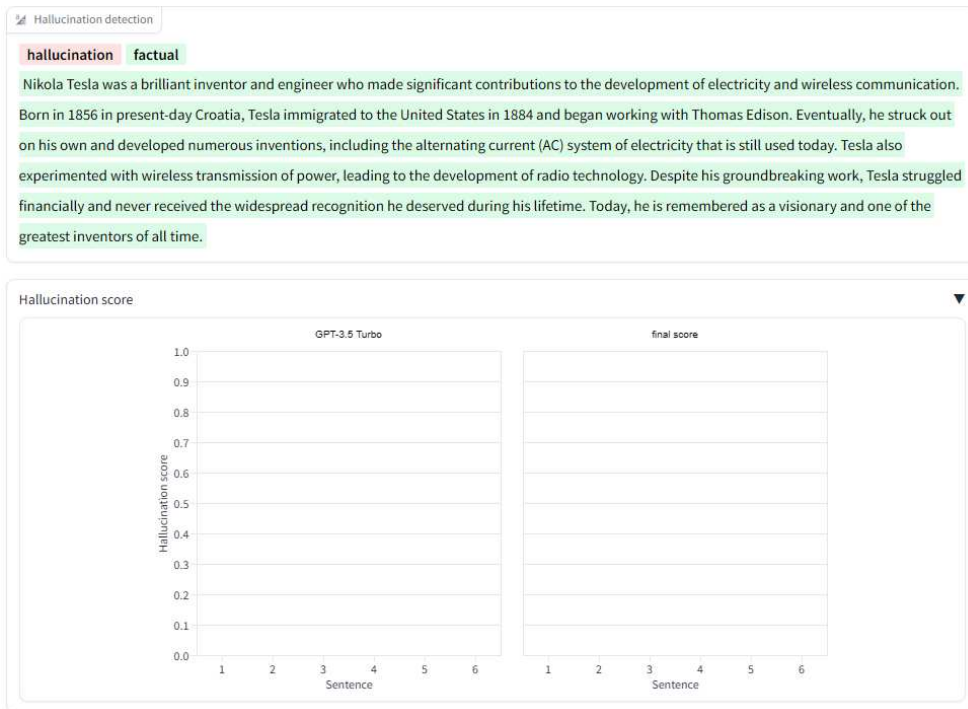 Hallucination detection
hallucination factual
Nikola Tesla was a brilliant inventor and engineer who made significant contributions to the development of electricity and wireless communication.
Born in 1856 in present-day Croatia, Tesla immigrated to the United States in 1884 and began working with Thomas Edison. Eventually, he struck out
on his own and developed numerous inventions, including the alternating current (AC) system of electricity that is still used today. Tesla also
experimented with wireless transmission of power, leading to the development of radio technology. Despite his groundbreaking work, Tesla struggled
financially and never received the widespread recognition he deserved during his lifetime. Today, he is remembered as a visionary and one of the
greatest inventors of all time.
Hallucination score
GPT-3.5 Turbo final score
1.0
0.9
0.8
0.7
0.6
0.5
0.4
0.3
0.2
0.1
0.0
Hallucination score
1 2 3 4 5 6 1 2 3 4 5 6
Sentence Sentence